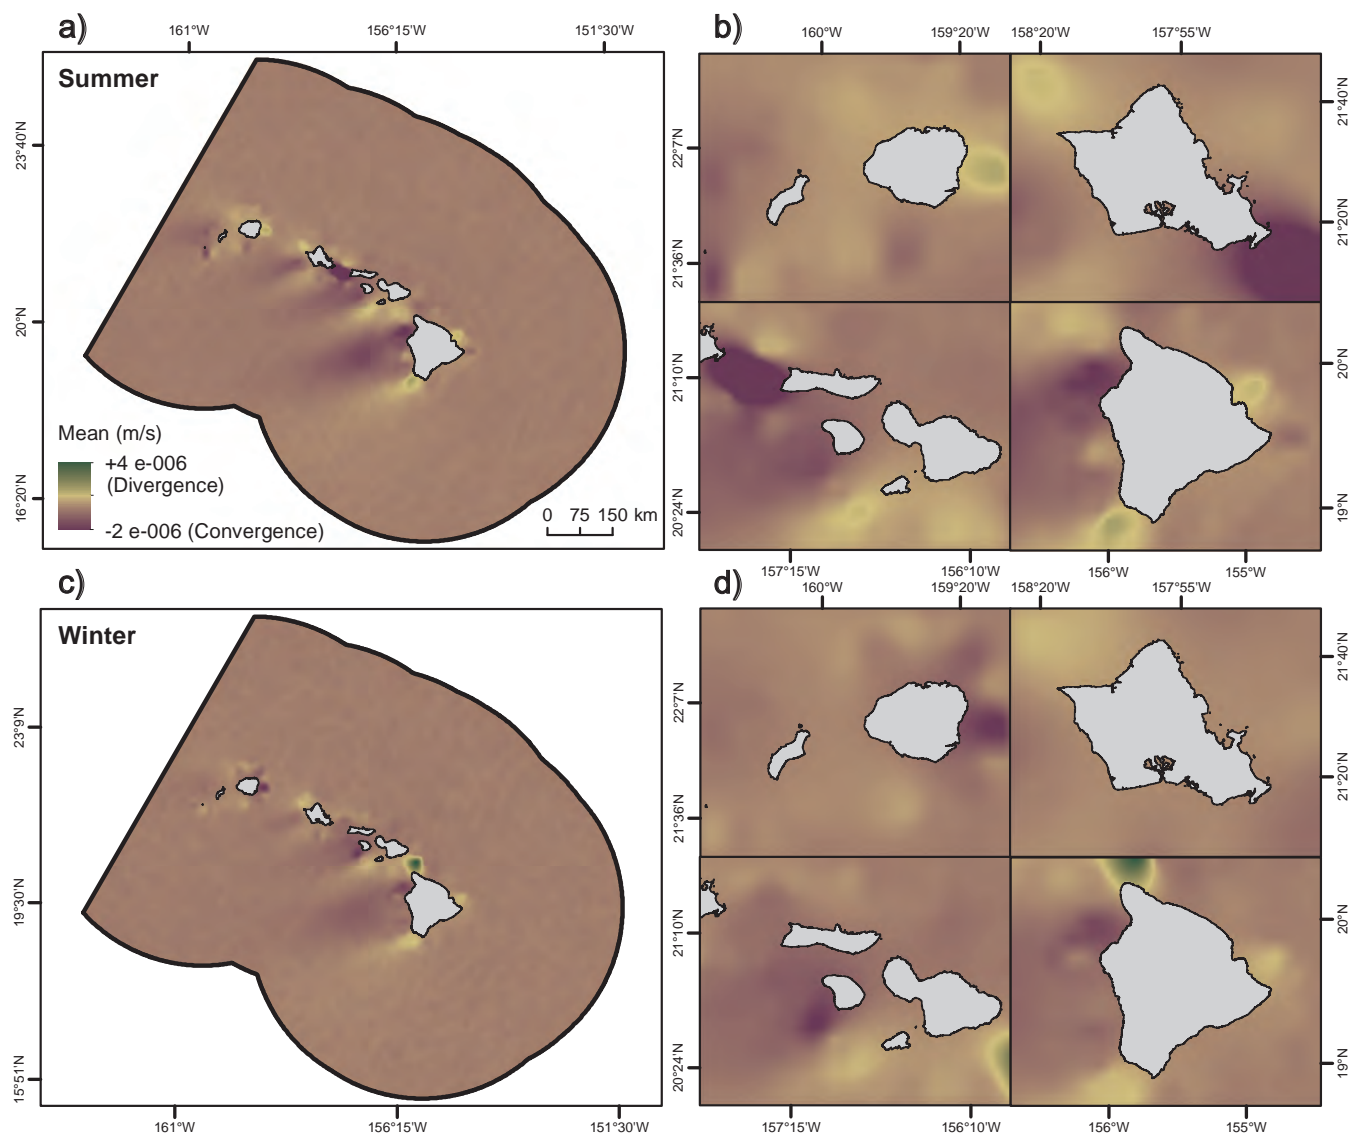 a)
161°W 156°15'W 151°30'W
Summer
23°40'N
20°N
16°20'N
Mean (m/s)
+4 e-006
(Divergence)
-2 e-006 (Convergence)
0 75 150 km
b)
160°W 159°20'W 158°20'W 157°55'W
22°7'N
21°36'N
21°40'N
21°20'N
21°10'N
20°24'N
20°N
19°N
157°15'W 156°10'W 156°W 155°W
c)
Winter
23°9'N
19°30'N
15°51'N
161°W 156°15'W 151°30'W
d)
160°W 159°20'W 158°20'W 157°55'W
22°7'N
21°36'N
21°40'N
21°20'N
21°10'N
20°24'N
20°N
19°N
157°15'W 156°10'W 156°W 155°W